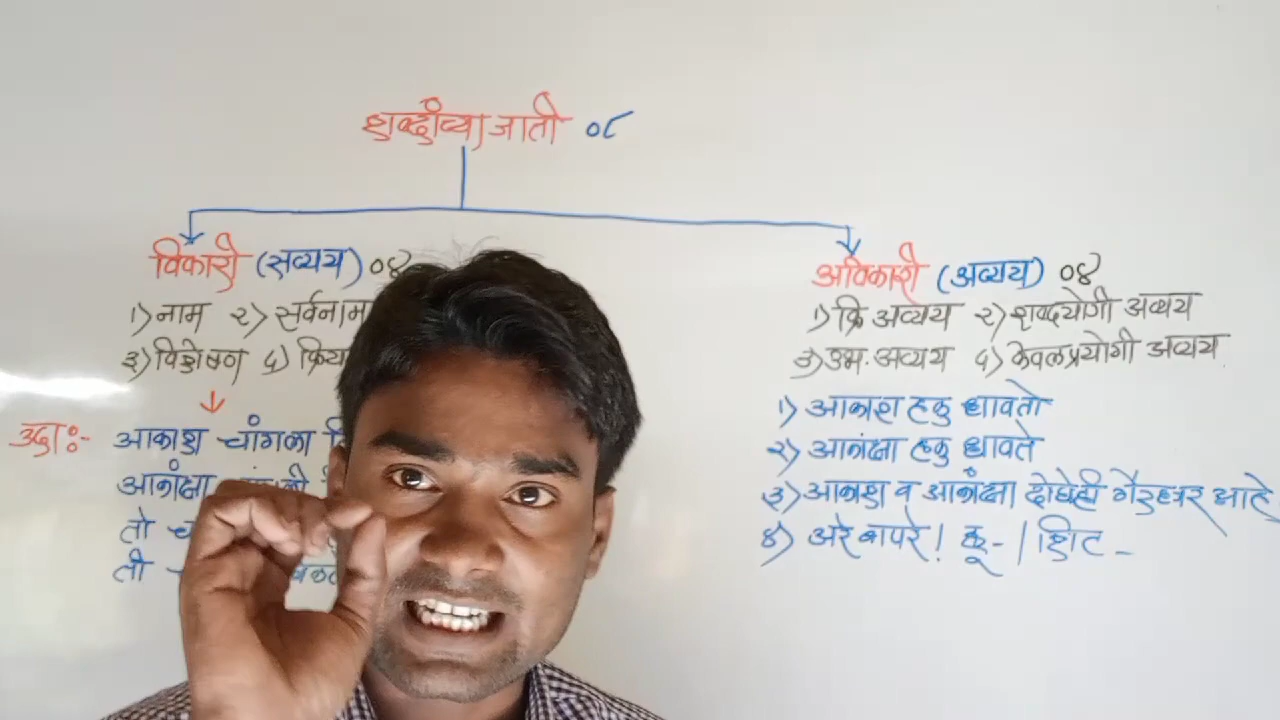 शब्दांच्या जाती ०८
विकारी (सव्यय) ०४
१) नाम २) सर्वनाम
३) विशेषण ४)
उदा:- आकाश चांगला
आकांक्षा
तो
ती
अविकारी (अव्यय) ०४
१) क्रि अव्यय २) शब्दयोगी अव्यय
३) उभ. अव्यय ४) केवलप्रयोगी अव्यय
१) आकाश हळु धावतो
२) आकांक्षा हळु धावते
३) आकाश व आकांक्षा दोघेही गैरहजर आहे
४) अरे बापरे!